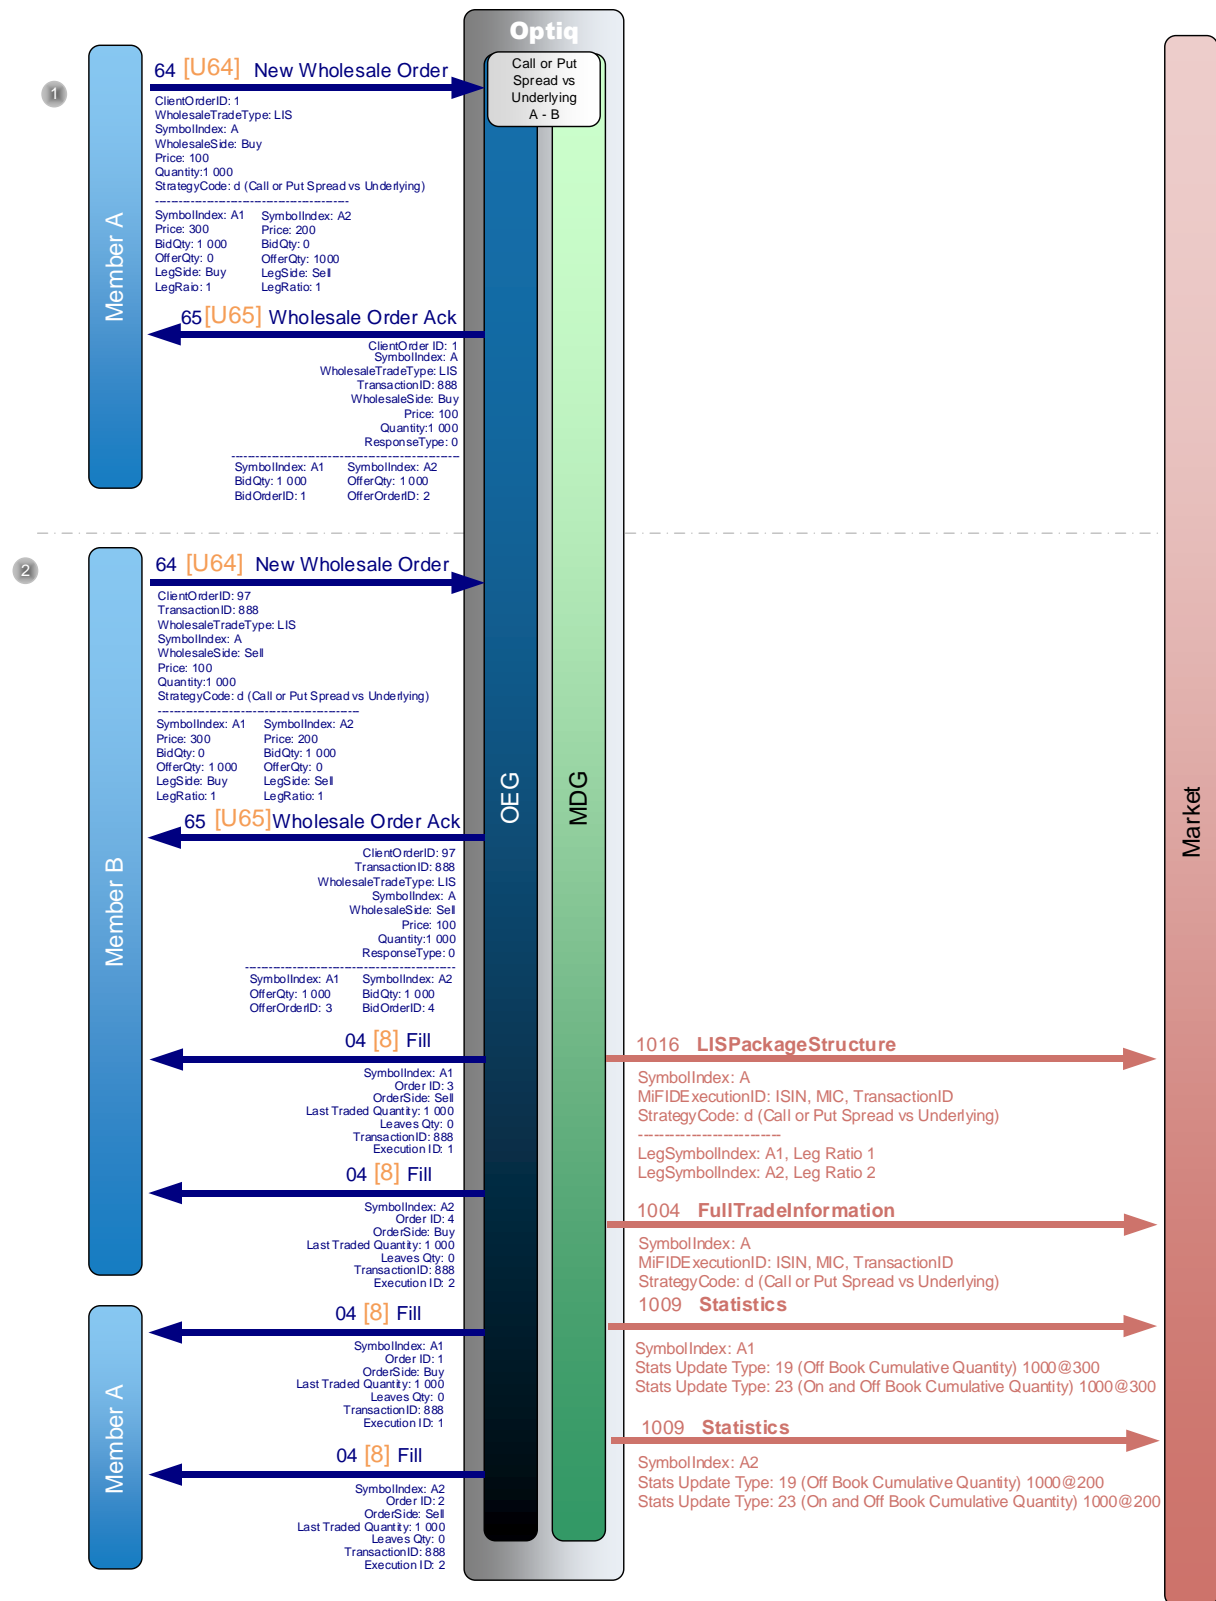 Optiq
Call or Put
Spread vs
Underlying
A - B
1
Member A
64 [U64] New Wholesale Order
ClientOrderID: 1
WholesaleTradeType: LIS
SymbolIndex: A
WholesaleSide: Buy
Price: 100
Quantity:1 000
StrategyCode: d (Call or Put Spread vs Underlying)
------------------------------------------------
SymbolIndex: A1 SymbolIndex: A2
Price: 300 Price: 200
BidQty: 1 000 BidQty: 0
OfferQty: 0 OfferQty: 1000
LegSide: Buy LegSide: Sell
LegRaio: 1 LegRatio: 1
65 [U65] Wholesale Order Ack
ClientOrder ID: 1
SymbolIndex: A
WholesaleTradeType: LIS
TransactionID: 888
WholesaleSide: Buy
Price: 100
Quantity:1 000
ResponseType: 0
------------------------------------------------
SymbolIndex: A1 SymbolIndex: A2
BidQty: 1 000 OfferQty: 1 000
BidOrderID: 1 OfferOrderID: 2
2
Member B
64 [U64] New Wholesale Order
ClientOrderID: 97
TransactionID: 888
WholesaleTradeType: LIS
SymbolIndex: A
WholesaleSide: Sell
Price: 100
Quantity:1 000
StrategyCode: d (Call or Put Spread vs Underlying)
------------------------------------------------
SymbolIndex: A1 SymbolIndex: A2
Price: 300 Price: 200
BidQty: 0 BidQty: 1 000
OfferQty: 1 000 OfferQty: 0
LegSide: Buy LegSide: Sell
LegRatio: 1 LegRatio: 1
65 [U65] Wholesale Order Ack
ClientOrderID: 97
TransactionID: 888
WholesaleTradeType: LIS
SymbolIndex: A
WholesaleSide: Sell
Price: 100
Quantity:1 000
ResponseType: 0
------------------------------------------------
SymbolIndex: A1 SymbolIndex: A2
OfferQty: 1 000 BidQty: 1 000
OfferOrderID: 3 BidOrderID: 4
04 [8] Fill
SymbolIndex: A1
Order ID: 3
OrderSide: Sell
Last Traded Quantity: 1 000
Leaves Qty: 0
TransactionID: 888
Execution ID: 1
04 [8] Fill
SymbolIndex: A2
Order ID: 4
OrderSide: Buy
Last Traded Quantity: 1 000
Leaves Qty: 0
TransactionID: 888
Execution ID: 2
Member A
04 [8] Fill
SymbolIndex: A1
Order ID: 1
OrderSide: Buy
Last Traded Quantity: 1 000
Leaves Qty: 0
TransactionID: 888
Execution ID: 1
04 [8] Fill
SymbolIndex: A2
Order ID: 2
OrderSide: Sell
Last Traded Quantity: 1 000
Leaves Qty: 0
TransactionID: 888
Execution ID: 2
OEG
MDG
1016 LISPackageStructure
SymbolIndex: A
MiFIDExecutionID: ISIN, MIC, TransactionID
StrategyCode: d (Call or Put Spread vs Underlying)
----------------------------
LegSymbolIndex: A1, Leg Ratio 1
LegSymbolIndex: A2, Leg Ratio 2
1004 FullTradeInformation
SymbolIndex: A
MiFIDExecutionID: ISIN, MIC, TransactionID
StrategyCode: d (Call or Put Spread vs Underlying)
1009 Statistics
SymbolIndex: A1
Stats Update Type: 19 (Off Book Cumulative Quantity) 1000@300
Stats Update Type: 23 (On and Off Book Cumulative Quantity) 1000@300
1009 Statistics
SymbolIndex: A2
Stats Update Type: 19 (Off Book Cumulative Quantity) 1000@200
Stats Update Type: 23 (On and Off Book Cumulative Quantity) 1000@200
Market